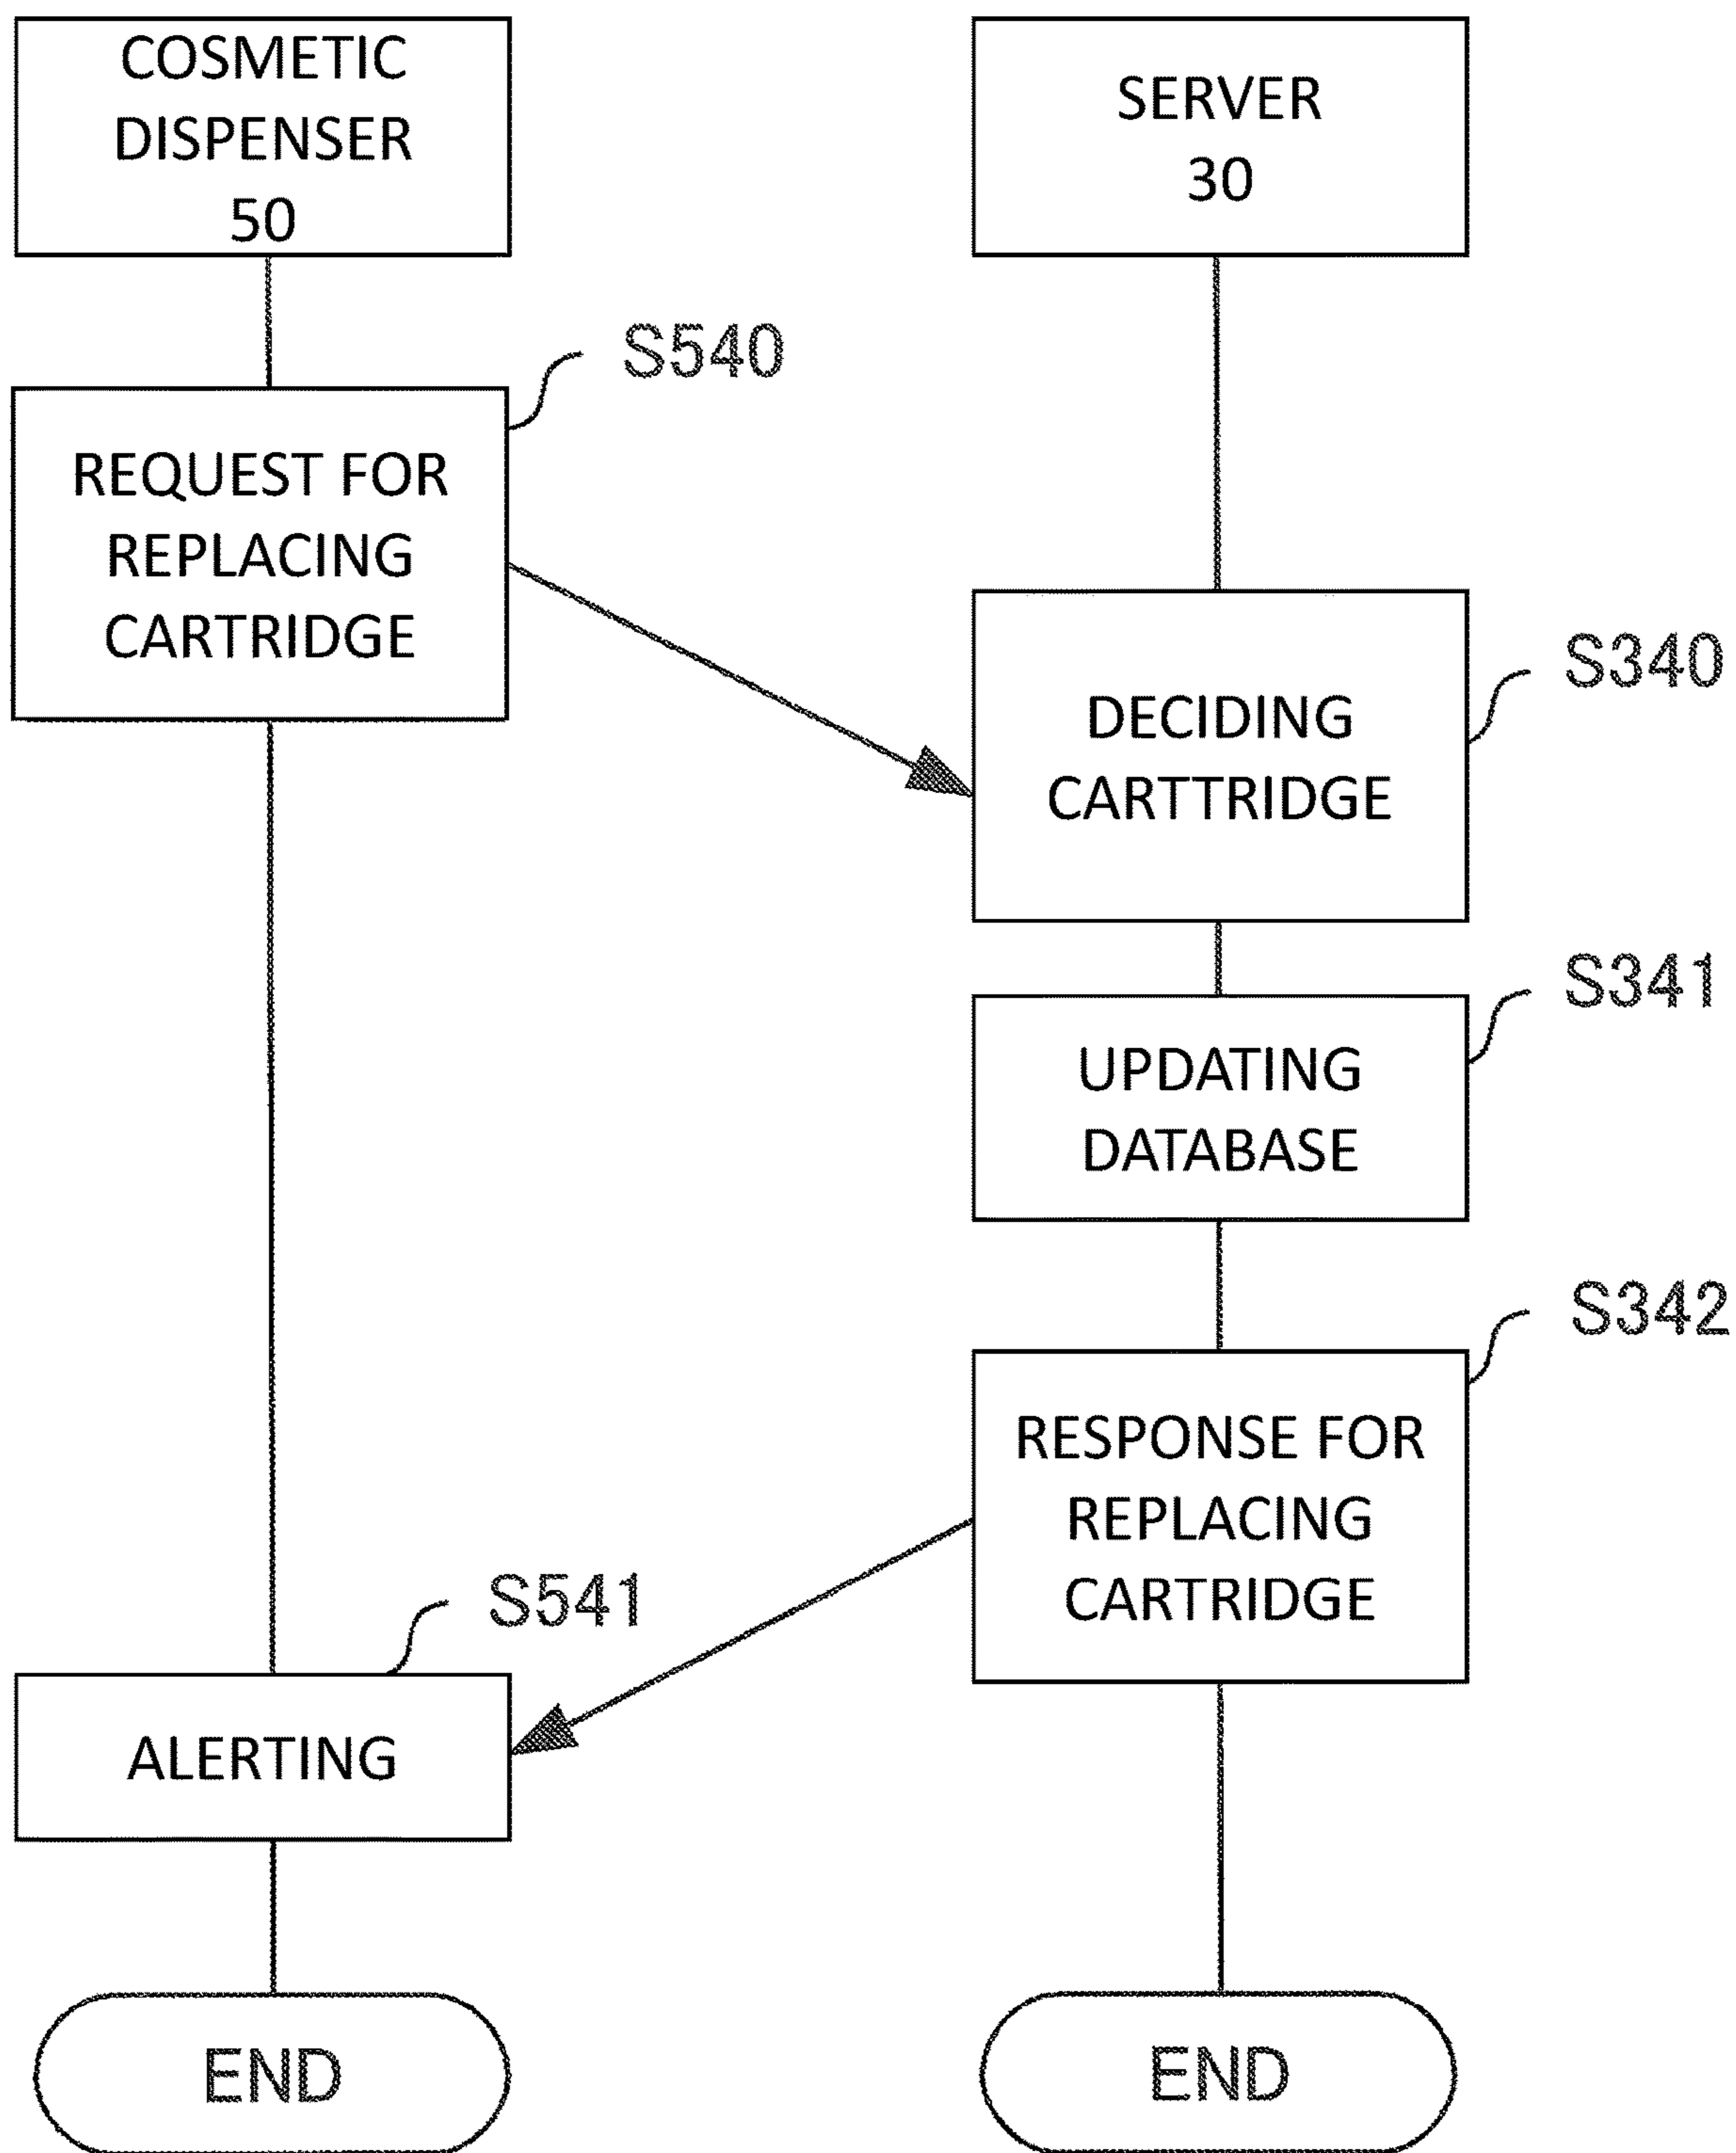 COSMETIC
DISPENSER
50
SERVER
30
S540
REQUEST FOR
REPLACING
CARTRIDGE
S340
DECIDING
CARTTRIDGE
S341
UPDATING
DATABASE
S342
RESPONSE FOR
REPLACING
CARTRIDGE
S541
ALERTING
END
END